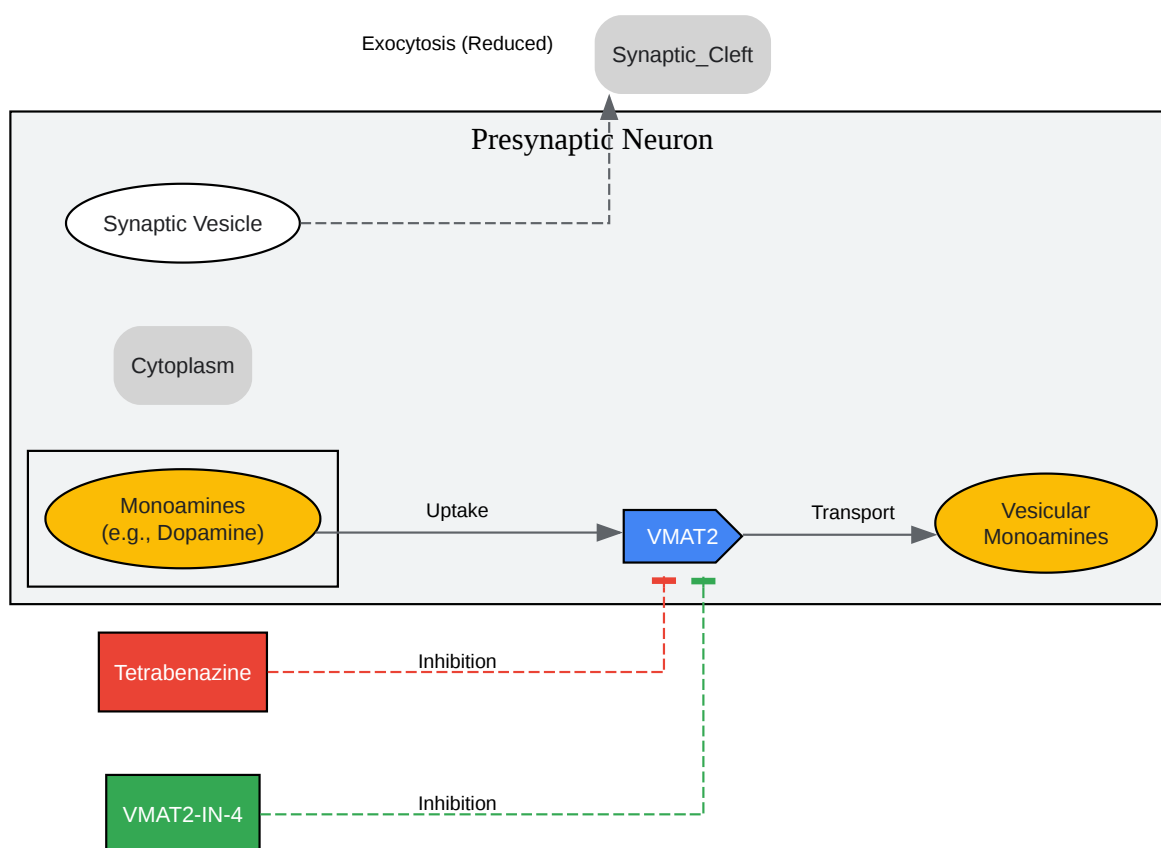 Exocytosis (Reduced)
Synaptic_Cleft
Presynaptic Neuron
Synaptic Vesicle
Cytoplasm
Monoamines
(e.g., Dopamine)
Uptake
VMAT2
Transport
Vesicular
Monoamines
Tetrabenazine
Inhibition
VMAT2-IN-4
Inhibition